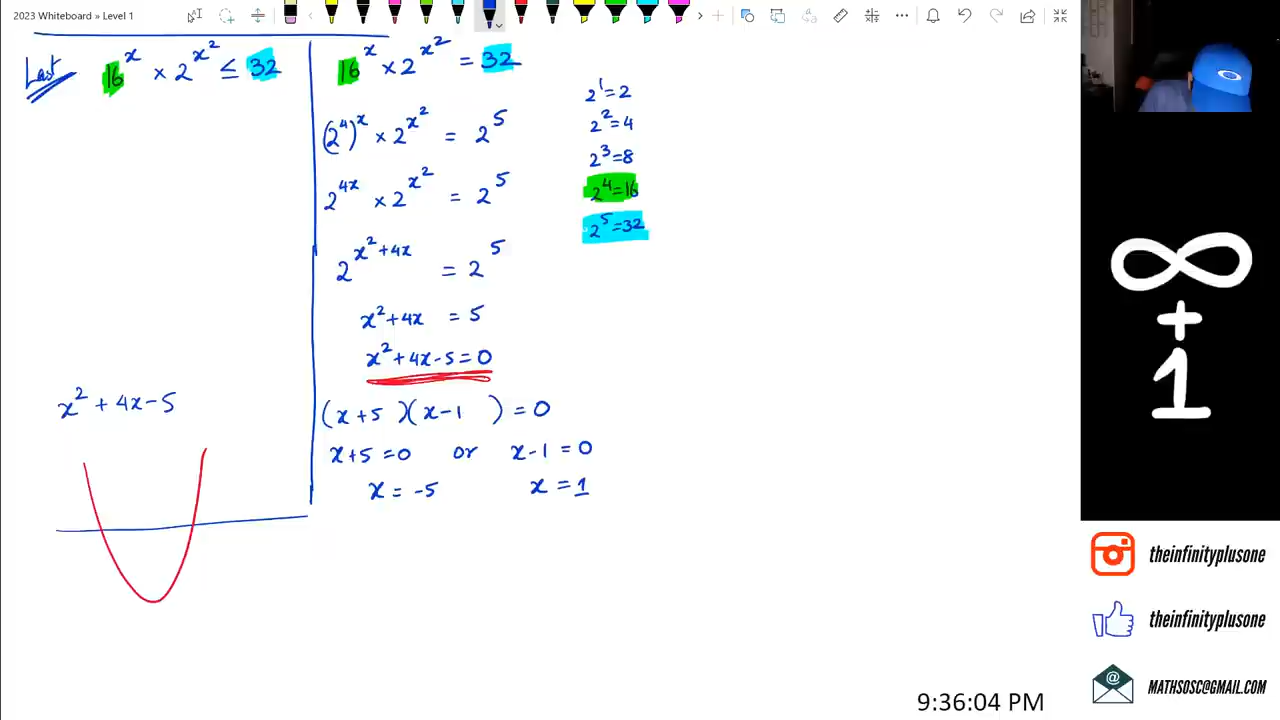 2023 Whiteboard » Level 1
Last 16^x × 2^x² ≤ 32
x² + 4x - 5
16^x × 2^x² = 32
(2⁴)^x × 2^x² = 2⁵
2^4x × 2^x² = 2⁵
2^x²+4x = 2⁵
x² + 4x = 5
x² + 4x - 5 = 0
(x + 5)(x - 1 ) = 0
x + 5 = 0 or x - 1 = 0
x = -5 x = 1
2¹ = 2
2² = 4
2³ = 8
2⁴ = 16
2⁵ = 32
∞
+
1
theinfinityplusone
theinfinityplusone
MATHSOSC@GMAIL.COM
9:36:04 PM